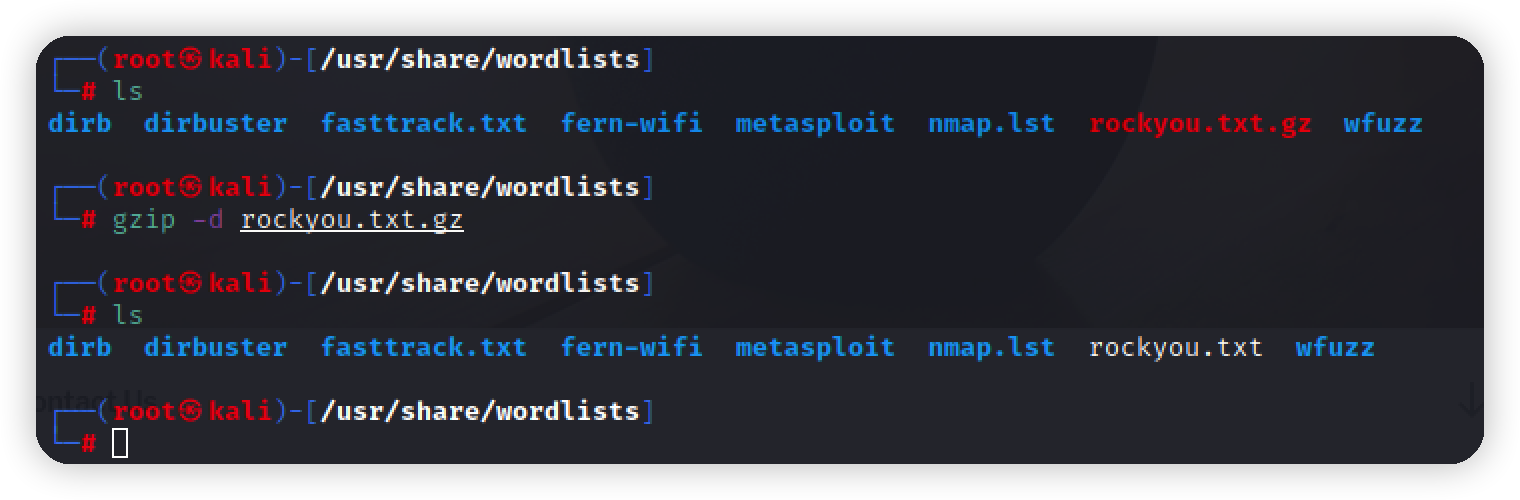 ┌──(root㉿kali)-[/usr/share/wordlists]
└─# ls
dirb  dirbuster  fasttrack.txt  fern-wifi  metasploit  nmap.lst  rockyou.txt.gz  wfuzz
┌──(root㉿kali)-[/usr/share/wordlists]
└─# gzip -d rockyou.txt.gz
┌──(root㉿kali)-[/usr/share/wordlists]
└─# ls
dirb  dirbuster  fasttrack.txt  fern-wifi  metasploit  nmap.lst  rockyou.txt  wfuzz
┌──(root㉿kali)-[/usr/share/wordlists]
└─#